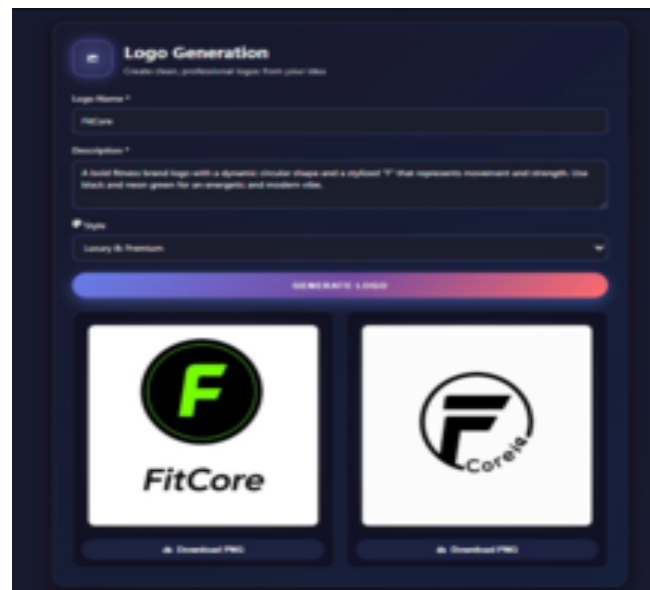 Logo Generation
Create clean, professional logos from your idea
Logo Name *
FitCore
Description *
A bold fitness brand logo with a dynamic circular shape and a stylized "F" that represents movement and strength. Use
black and neon green for an energetic and modern vibe.
Style
Luxury & Premium
GENERATE LOGO
F
FitCore
F
Core
Download PNG
Download PNG